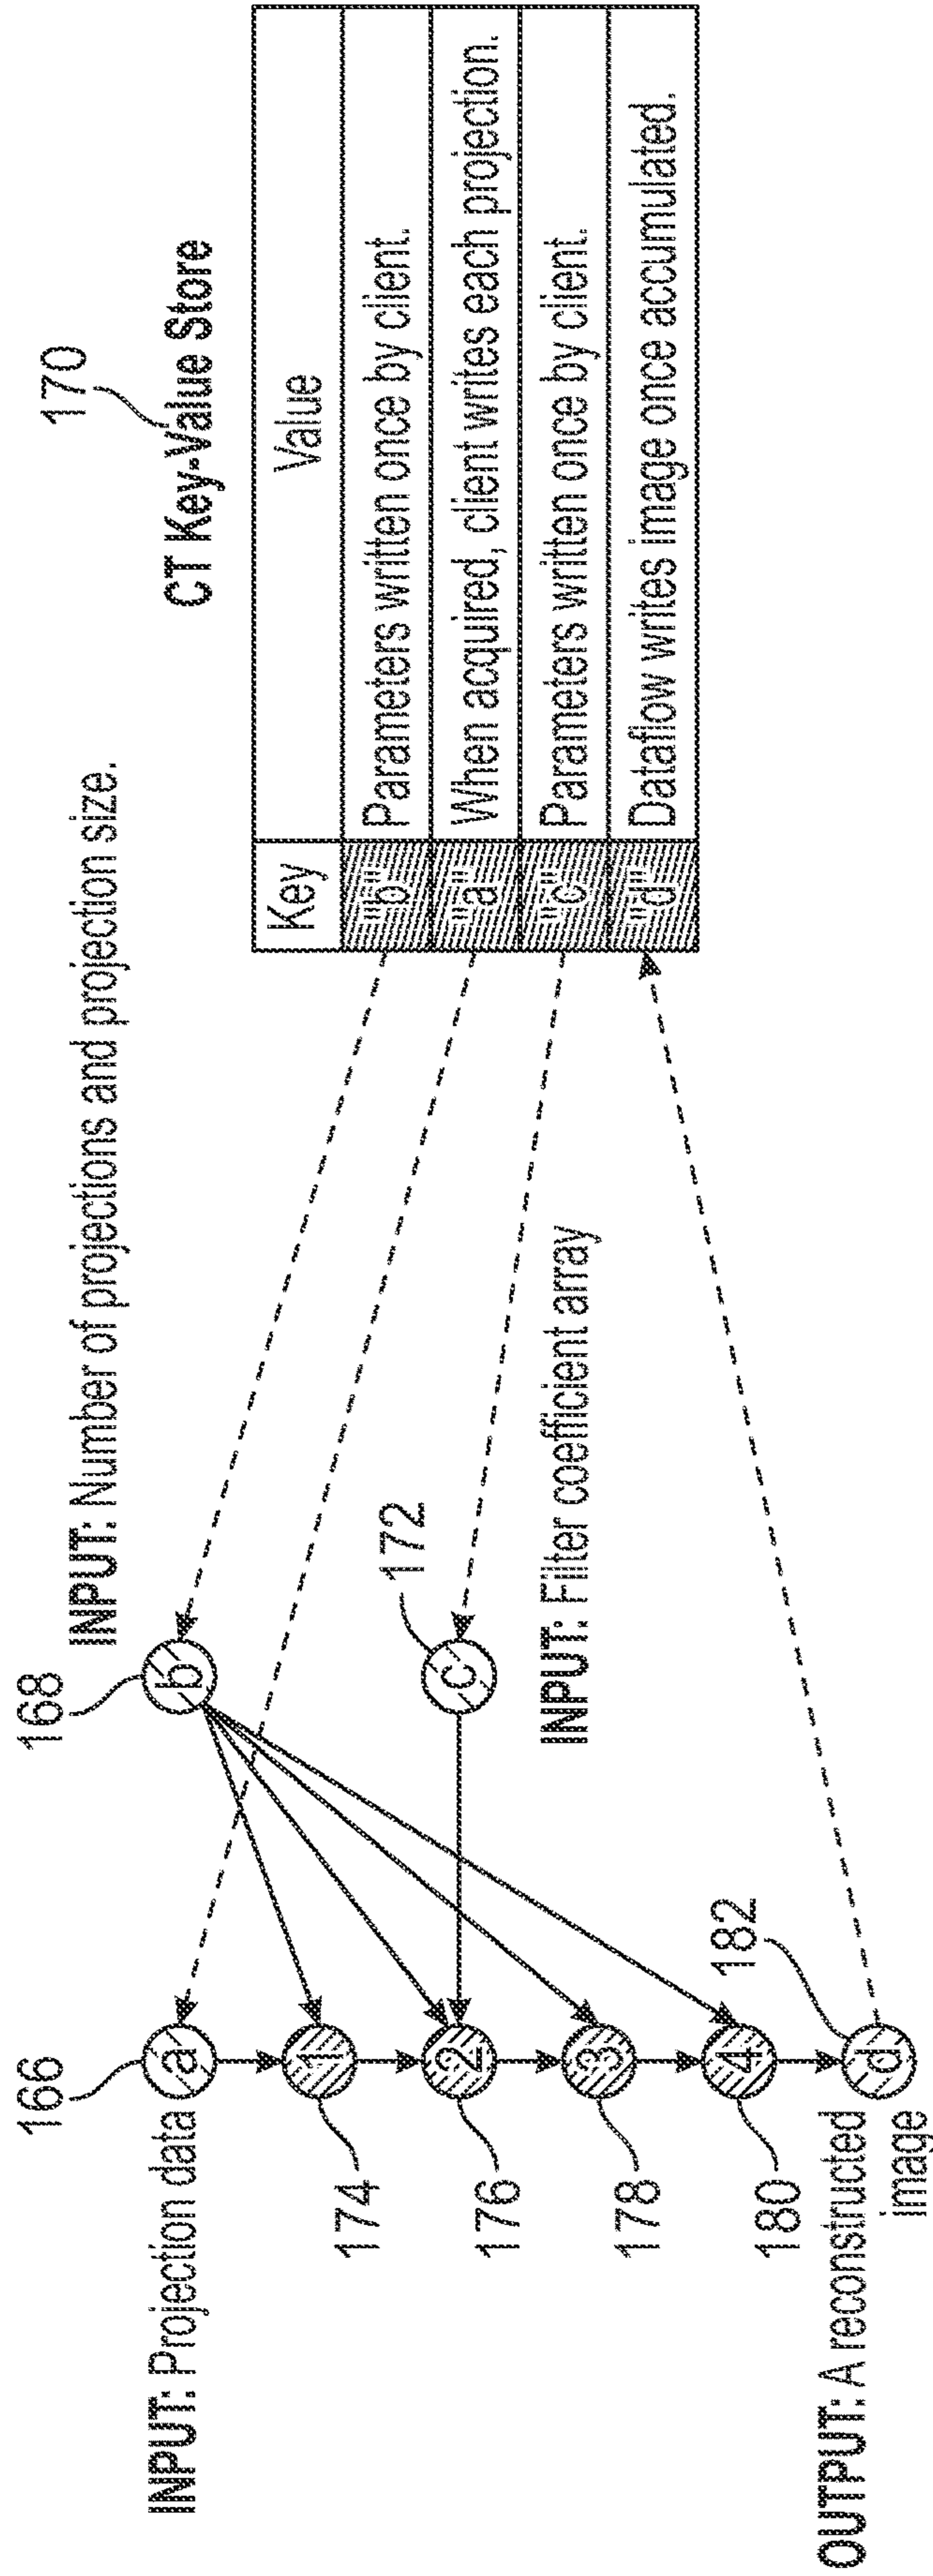 170
CT Key-Value Store
Key Value
"b" Parameters written once by client.
"a" When acquired, client writes each projection.
"c" Parameters written once by client.
"d" Dataflow writes image once accumulated.
168
INPUT: Number of projections and projection size.
b
172
c
INPUT: Filter coefficient array
166
INPUT: Projection data
a
1
174
2
176
3
178
4
180
182
d
OUTPUT: A reconstructed
image